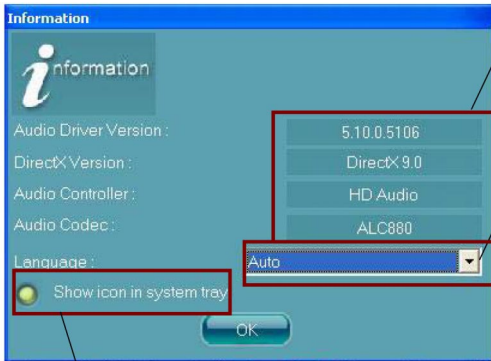 Information
information
Audio Driver Version : 5.10.0.5106
DirectX Version : DirectX 9.0
Audio Controller : HD Audio
Audio Codec : ALC880
Language : Auto
Show icon in system tray
OK